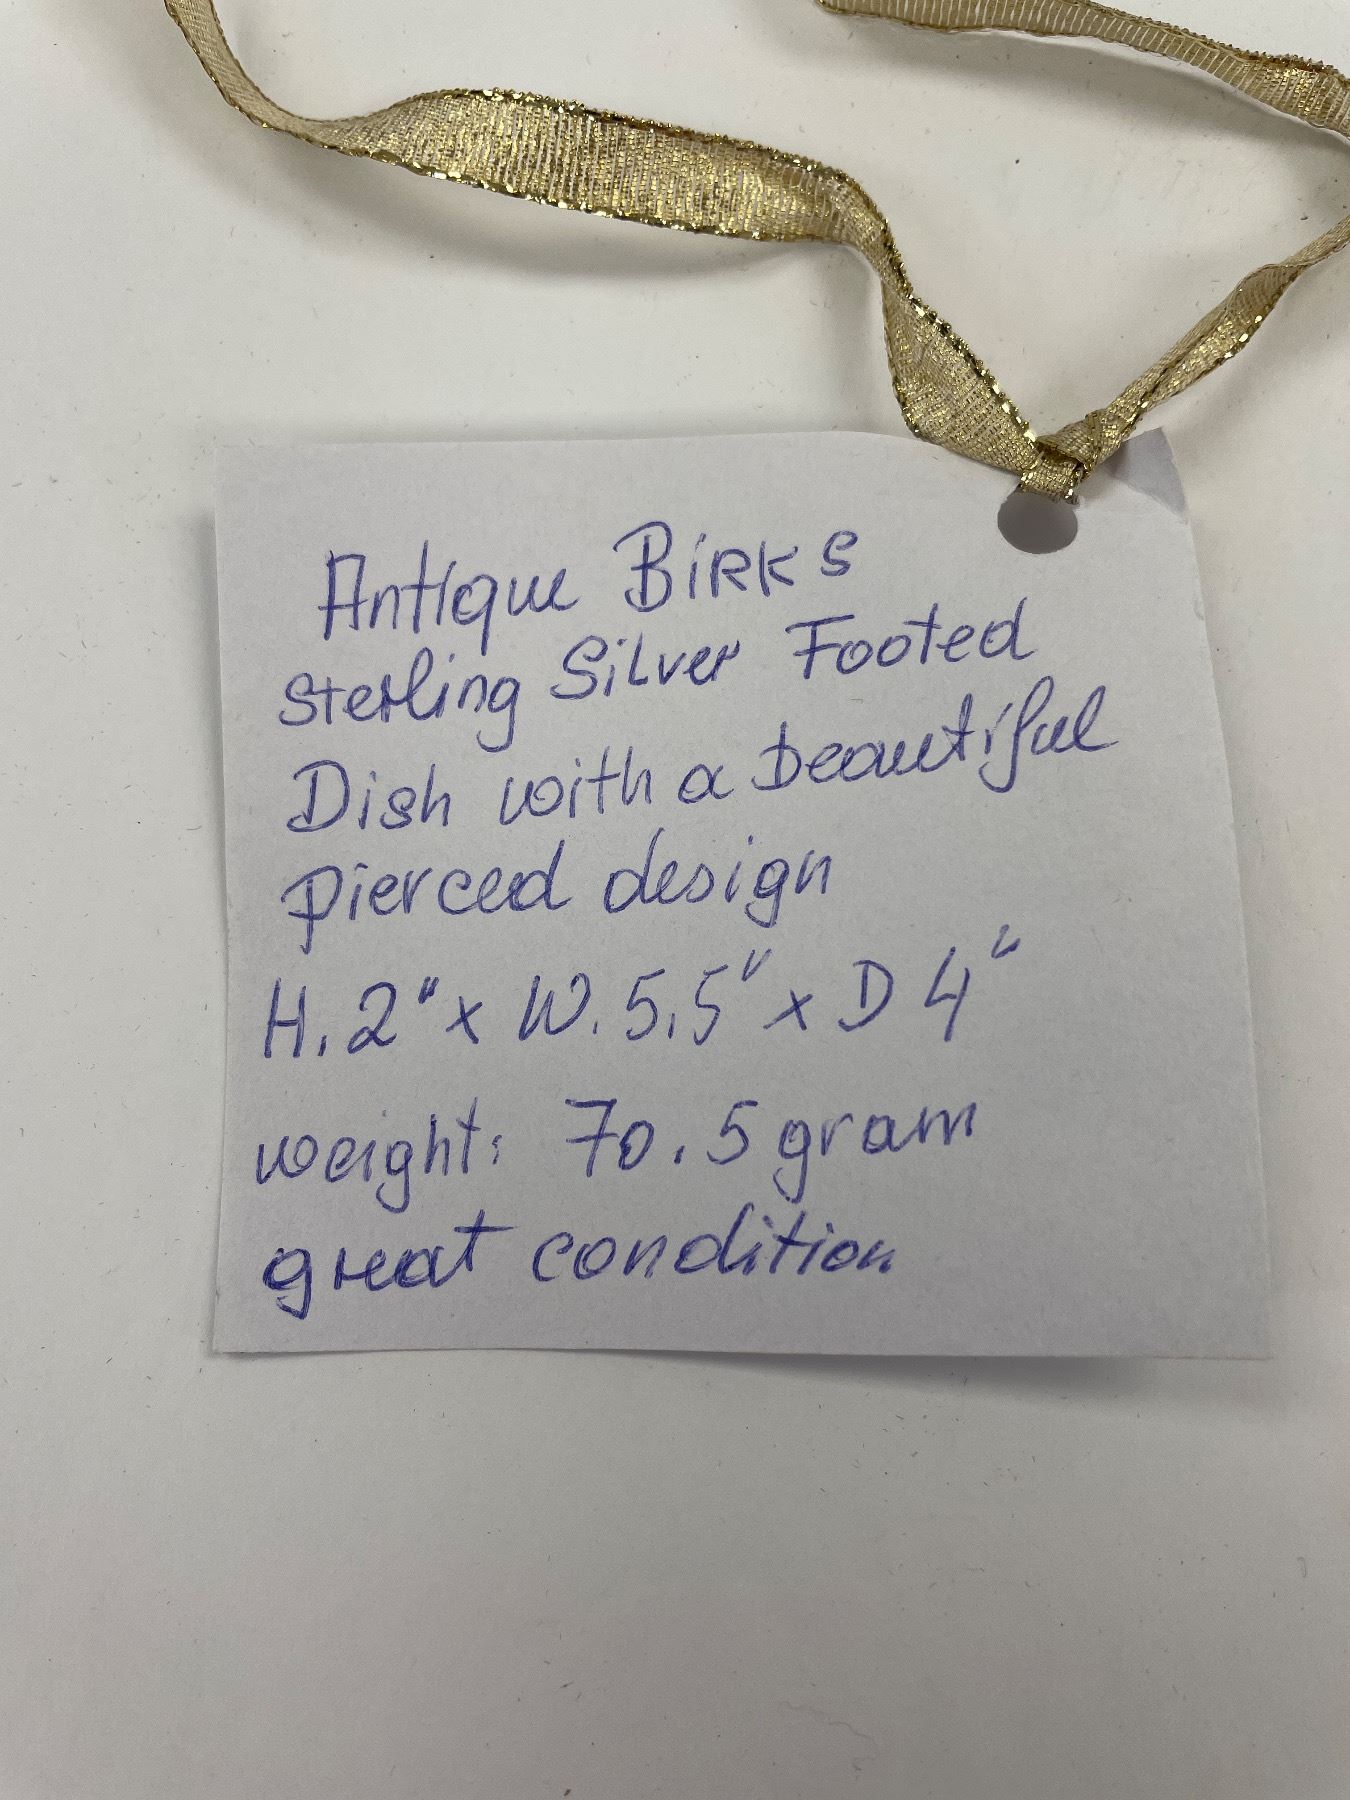 Antique BiRKS
Sterling Silver Footed
Dish with a beautiful
pierced design
H. 2" x W. 5,5" x D 4"
weight: 70.5 gram
great condition